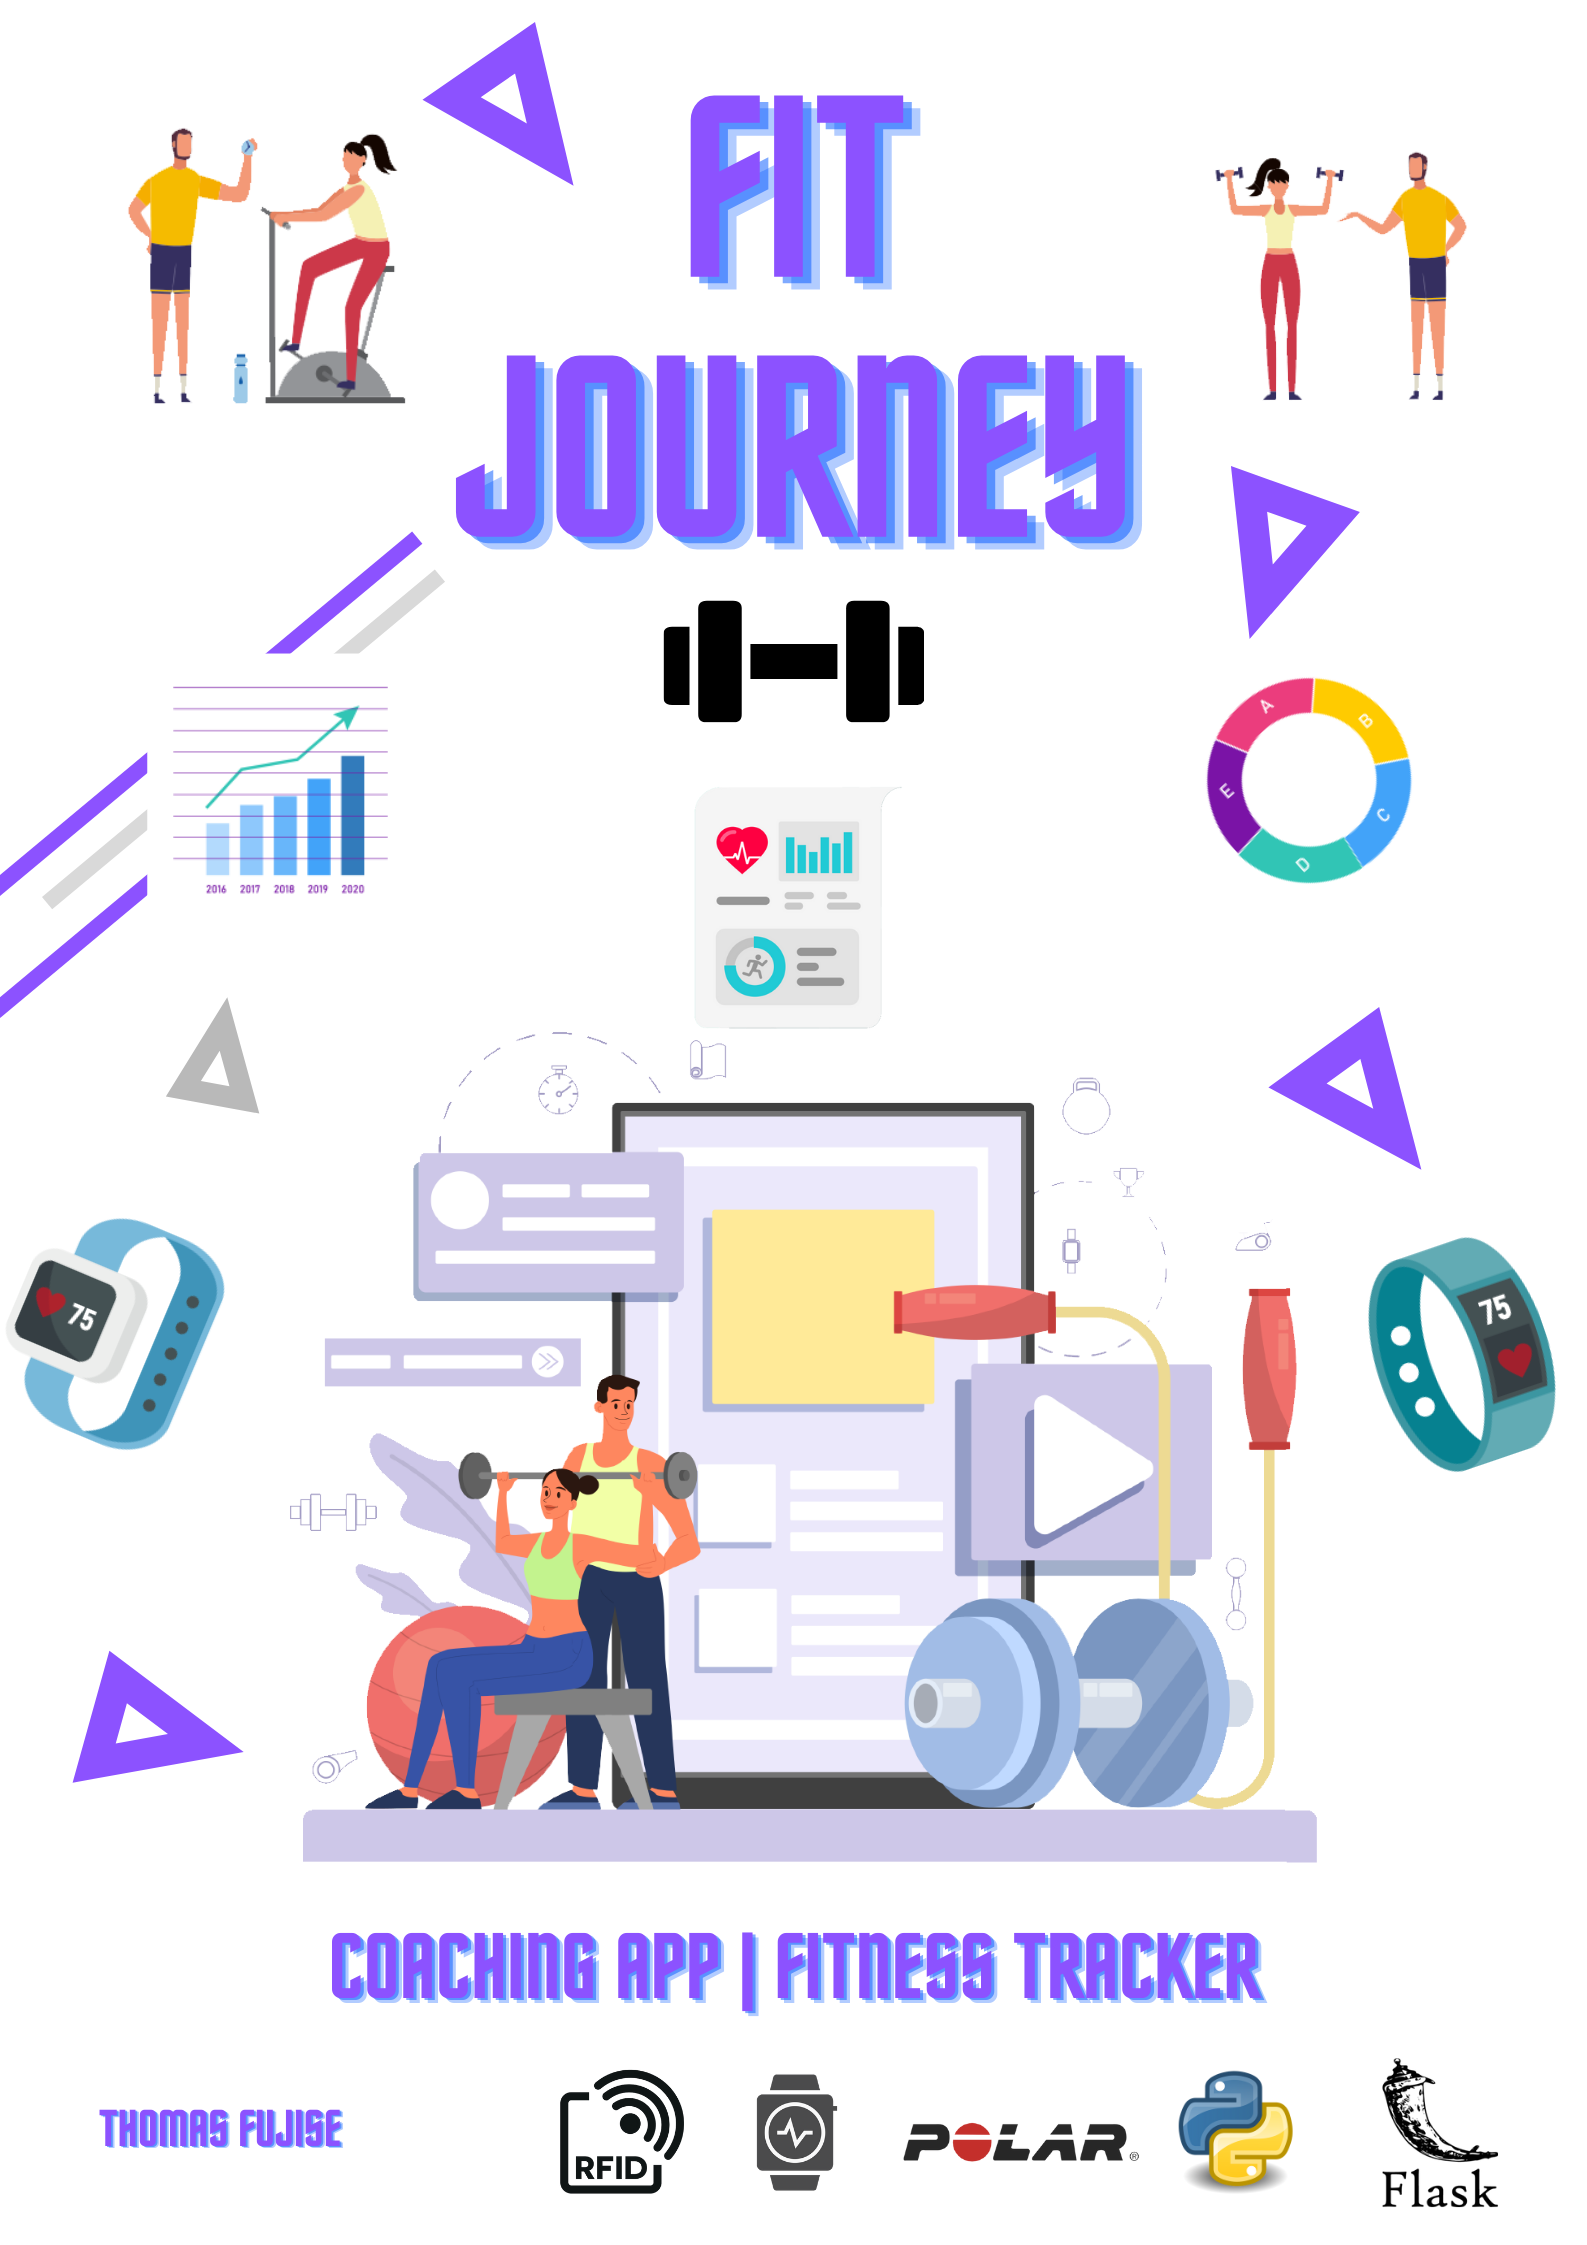 FIT
JOURNEY
2016 2017 2018 2019 2020
A
B
C
D
E
75
75
COACHING APP | FITNESS TRACKER
THOMAS FUJISE
RFID
POLAR®
Flask